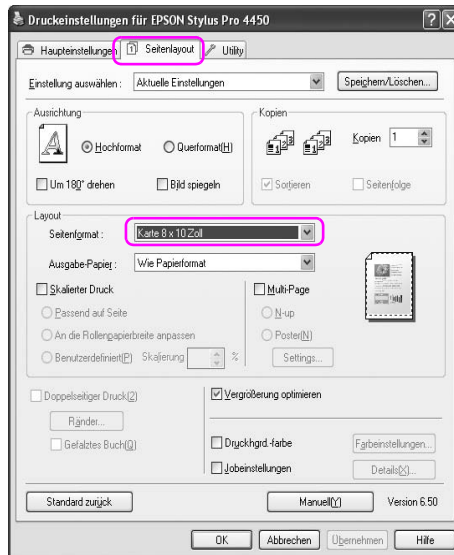 Druckeinstellungen für EPSON Stylus Pro 4450
Haupteinstellungen Seitenlayout Utility
Einstellung auswählen : Aktuelle Einstellungen Speichern/Löschen...
Ausrichtung
Hochformat Querformat(H)
Um 180° drehen Bild spiegeln
Kopien
Kopien 1
Sortieren Seitenfolge
Layout
Seitenformat : Karte 8 x 10 Zoll
Ausgabe-Papier : Wie Papierformat
Skalierter Druck
Passend auf Seite
An die Rollenpapierbreite anpassen
Benutzerdefiniert(P) Skalierung %
Multi-Page
N-up
Poster(N)
Settings...
Doppelseitiger Druck(2)
Ränder...
Gefalztes Buch(Q)
Vergrößerung optimieren
Druckhgrd.-farbe Farbeinstellungen...
Jobeinstellungen Details(X)...
Standard zurück Manuell(Y) Version 6.50
OK Abbrechen Übernehmen Hilfe